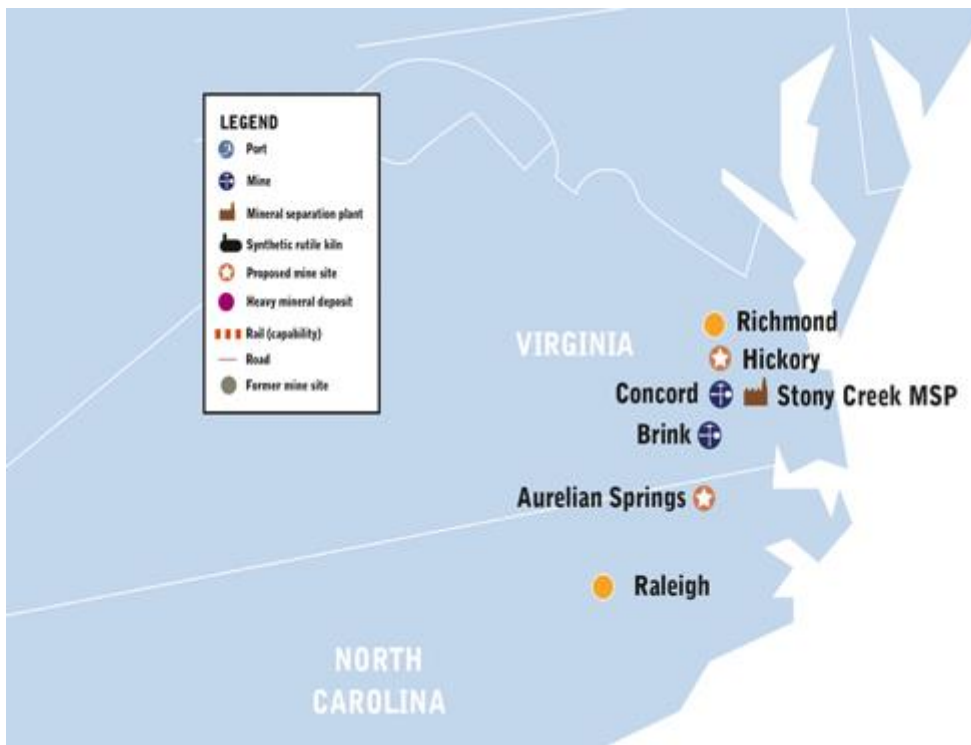 LEGEND
Port
Mine
Mineral separation plant
Synthetic rutile kiln
Proposed mine site
Heavy mineral deposit
Rail (capability)
Road
Former mine site
VIRGINIA
Richmond
Hickory
Concord
Stony Creek MSP
Brink
Aurelian Springs
Raleigh
NORTH
CAROLINA